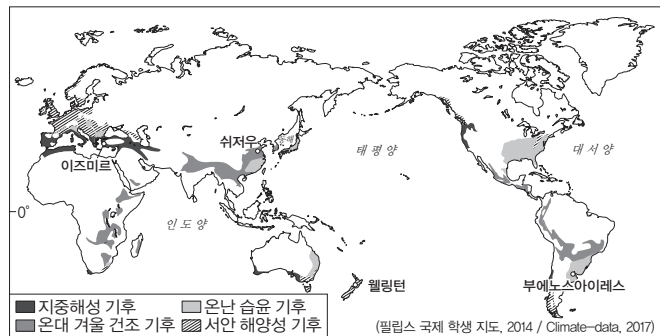 쉬저우
동해
이즈미르
태평양
대서양
0°
인도양
웰링턴
부에노스아이레스
지중해성 기후
온난 습윤 기후
온대 겨울 건조 기후
서안 해양성 기후
(필립스 국제 학생 지도, 2014 / Climate-data, 2017)